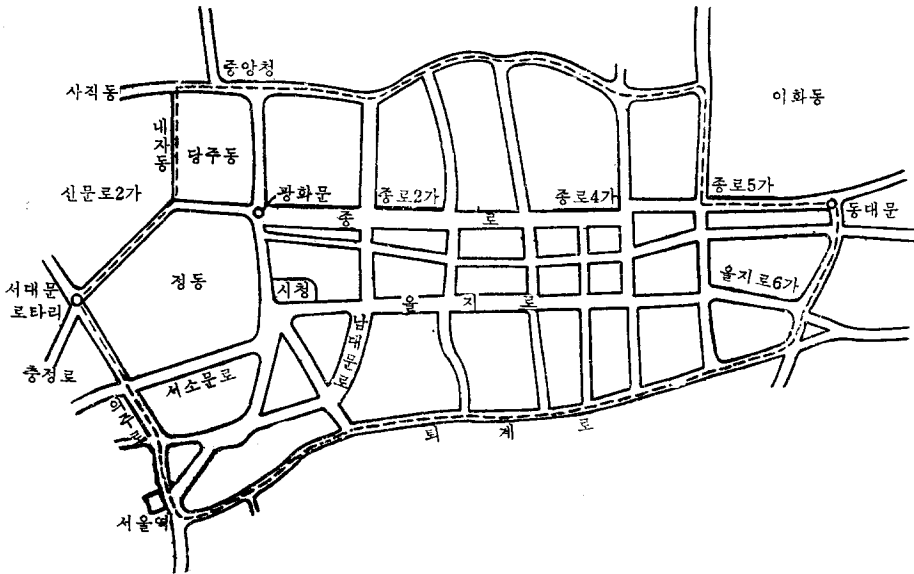 중앙청
사직동
이화동
내자동
당주동
신문로2가
광화문
종로2가
종로4가
종로5가
종로
동대문
정동
시청
을지로6가
서대문
로타리
을지로
남대문로
충정로
서소문로
의주로
퇴계로
서울역